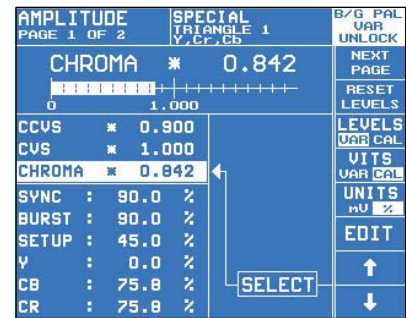 AMPLITUDE
PAGE 1 OF 2
SPECIAL
TRIANGLE 1
Y,Cr,Cb
B/G PAL
VAR
UNLOCK
CHROMA * 0.842
0 1.000
NEXT
PAGE
RESET
LEVELS
CCVS * 0.900
CVS * 1.000
CHROMA * 0.842
SYNC : 90.0 %
BURST : 90.0 %
SETUP : 45.0 %
Y : 0.0 %
CB : 75.8 %
CR : 75.8 %
SELECT
LEVELS
VAR CAL
VITS
VAR CAL
UNITS
mV %
EDIT